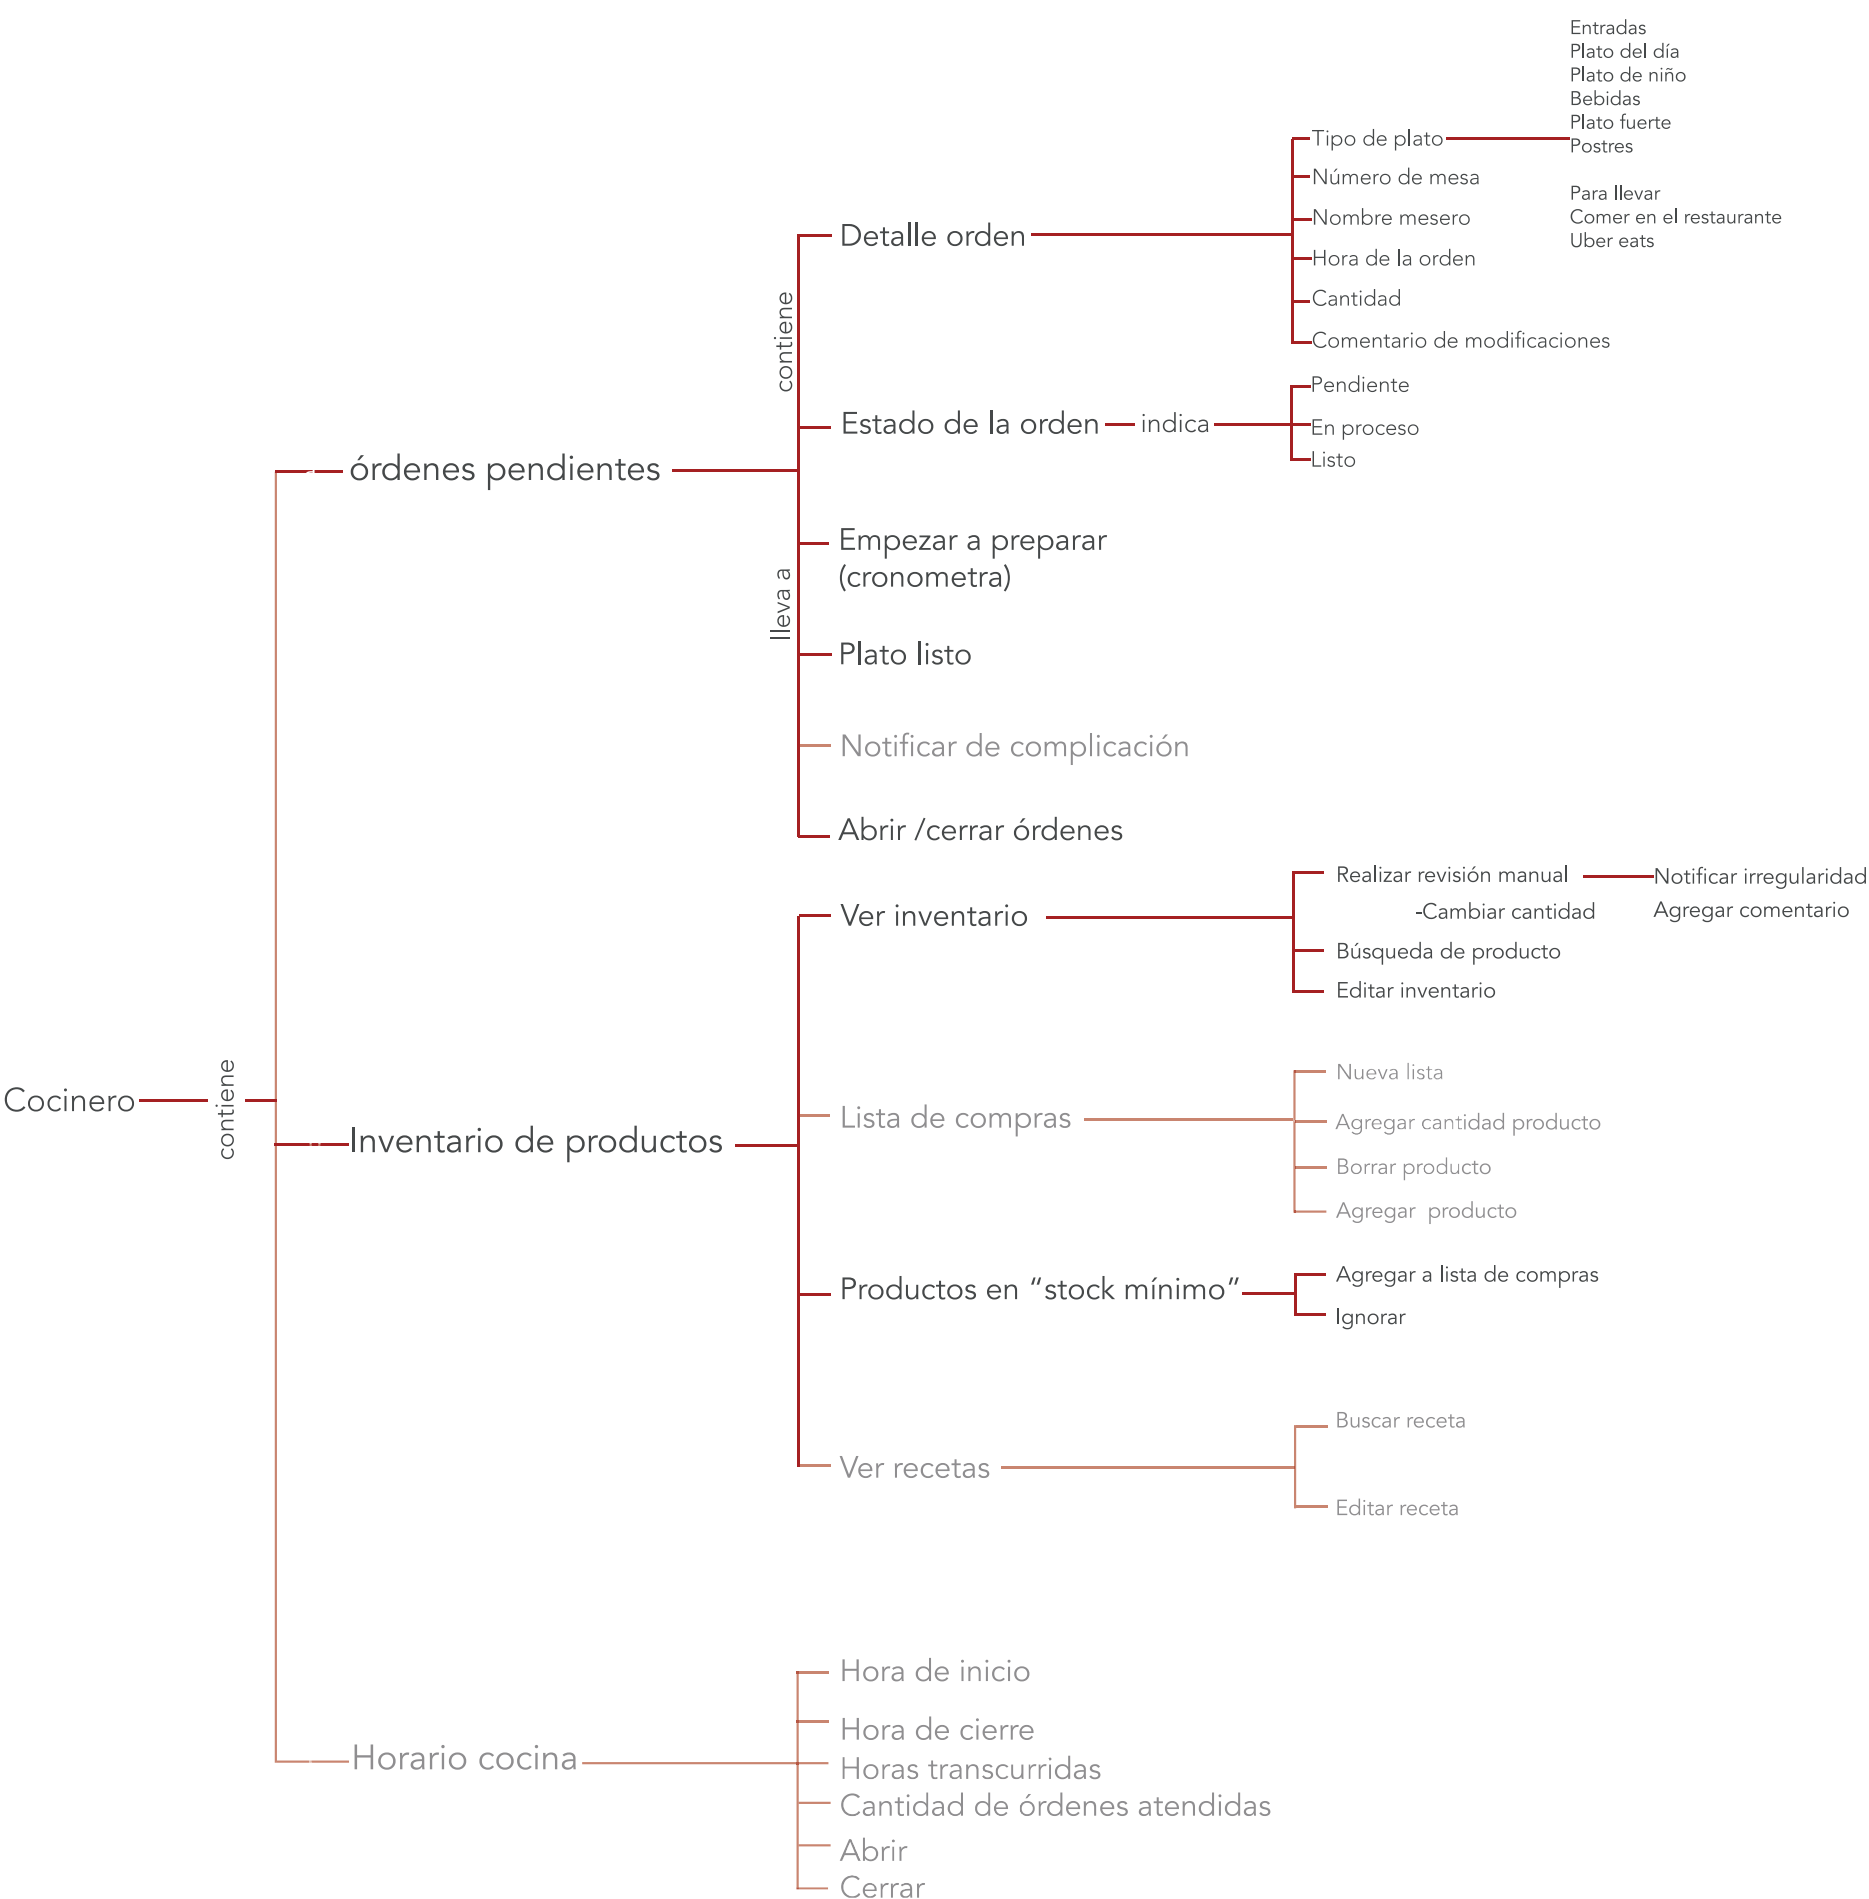 Entradas
Plato del día
Plato de niño
Bebidas
Plato fuerte
Postres
Para llevar
Comer en el restaurante
Uber eats
Tipo de plato
Número de mesa
Nombre mesero
Hora de la orden
Cantidad
Comentario de modificaciones
Detalle orden
contiene
Estado de la orden
indica
Pendiente
En proceso
Listo
órdenes pendientes
Empezar a preparar
(cronometra)
lleva a
Plato listo
Notificar de complicación
Abrir /cerrar órdenes
Realizar revisión manual
-Cambiar cantidad
Notificar irregularidad
Agregar comentario
Ver inventario
Búsqueda de producto
Editar inventario
Cocinero
contiene
Inventario de productos
Lista de compras
Nueva lista
Agregar cantidad producto
Borrar producto
Agregar producto
Productos en “stock mínimo”
Agregar a lista de compras
Ignorar
Ver recetas
Buscar receta
Editar receta
Horario cocina
Hora de inicio
Hora de cierre
Horas transcurridas
Cantidad de órdenes atendidas
Abrir
Cerrar